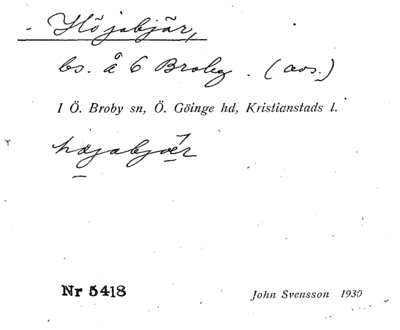 - Höjabjär,
bs. å 6 Broby. (avs.)
I Ö. Broby sn, Ö. Göinge hd, Kristianstads l.
Nr 5418
John Svensson 1930